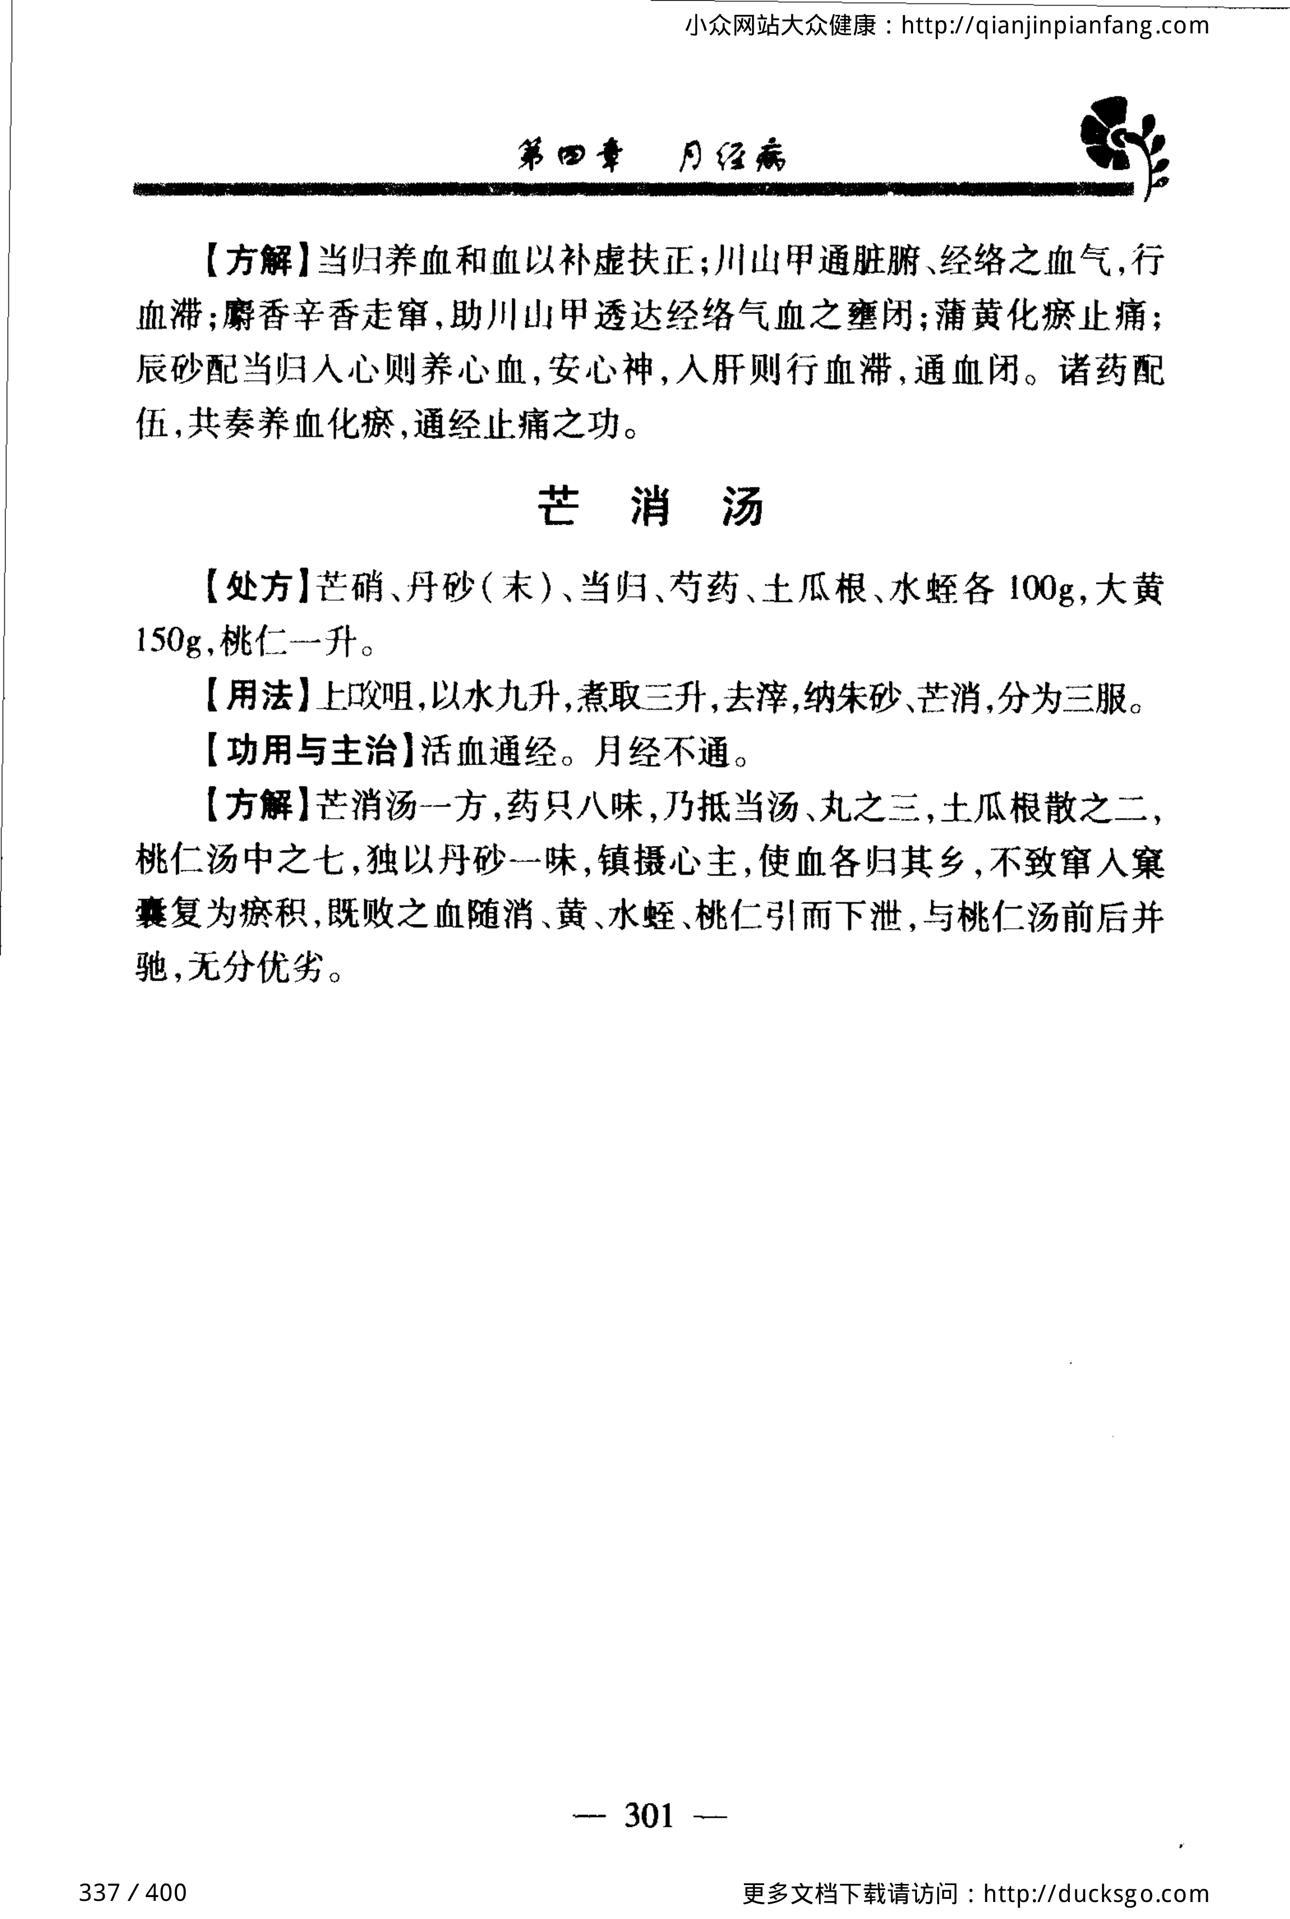 小众网站大众健康：http://qianjinpianfang.com
第四章 月经病
【方解】当归养血和血以补虚扶正；川山甲通脏腑、经络之血气，行
血滞；麝香辛香走窜，助川山甲透达经络气血之壅闭；蒲黄化瘀止痛；
辰砂配当归入心则养心血，安心神，入肝则行血滞，通血闭。诸药配
伍，共奏养血化瘀，通经止痛之功。
芒消汤
【处方】芒硝、丹砂（末）、当归、芍药、土瓜根、水蛭各 100g，大黄
150g，桃仁一升。
【用法】上㕮咀，以水九升，煮取三升，去滓，纳朱砂、芒消，分为三服。
【功用与主治】活血通经。月经不通。
【方解】芒消汤一方，药只八味，乃抵当汤、丸之三，土瓜根散之二，
桃仁汤中之七，独以丹砂一味，镇摄心主，使血各归其乡，不致窜入窠
囊复为瘀积，既败之血随消、黄、水蛭、桃仁引而下泄，与桃仁汤前后并
驰，无分优劣。
— 301 —
337 / 400
更多文档下载请访问：http://ducksgo.com